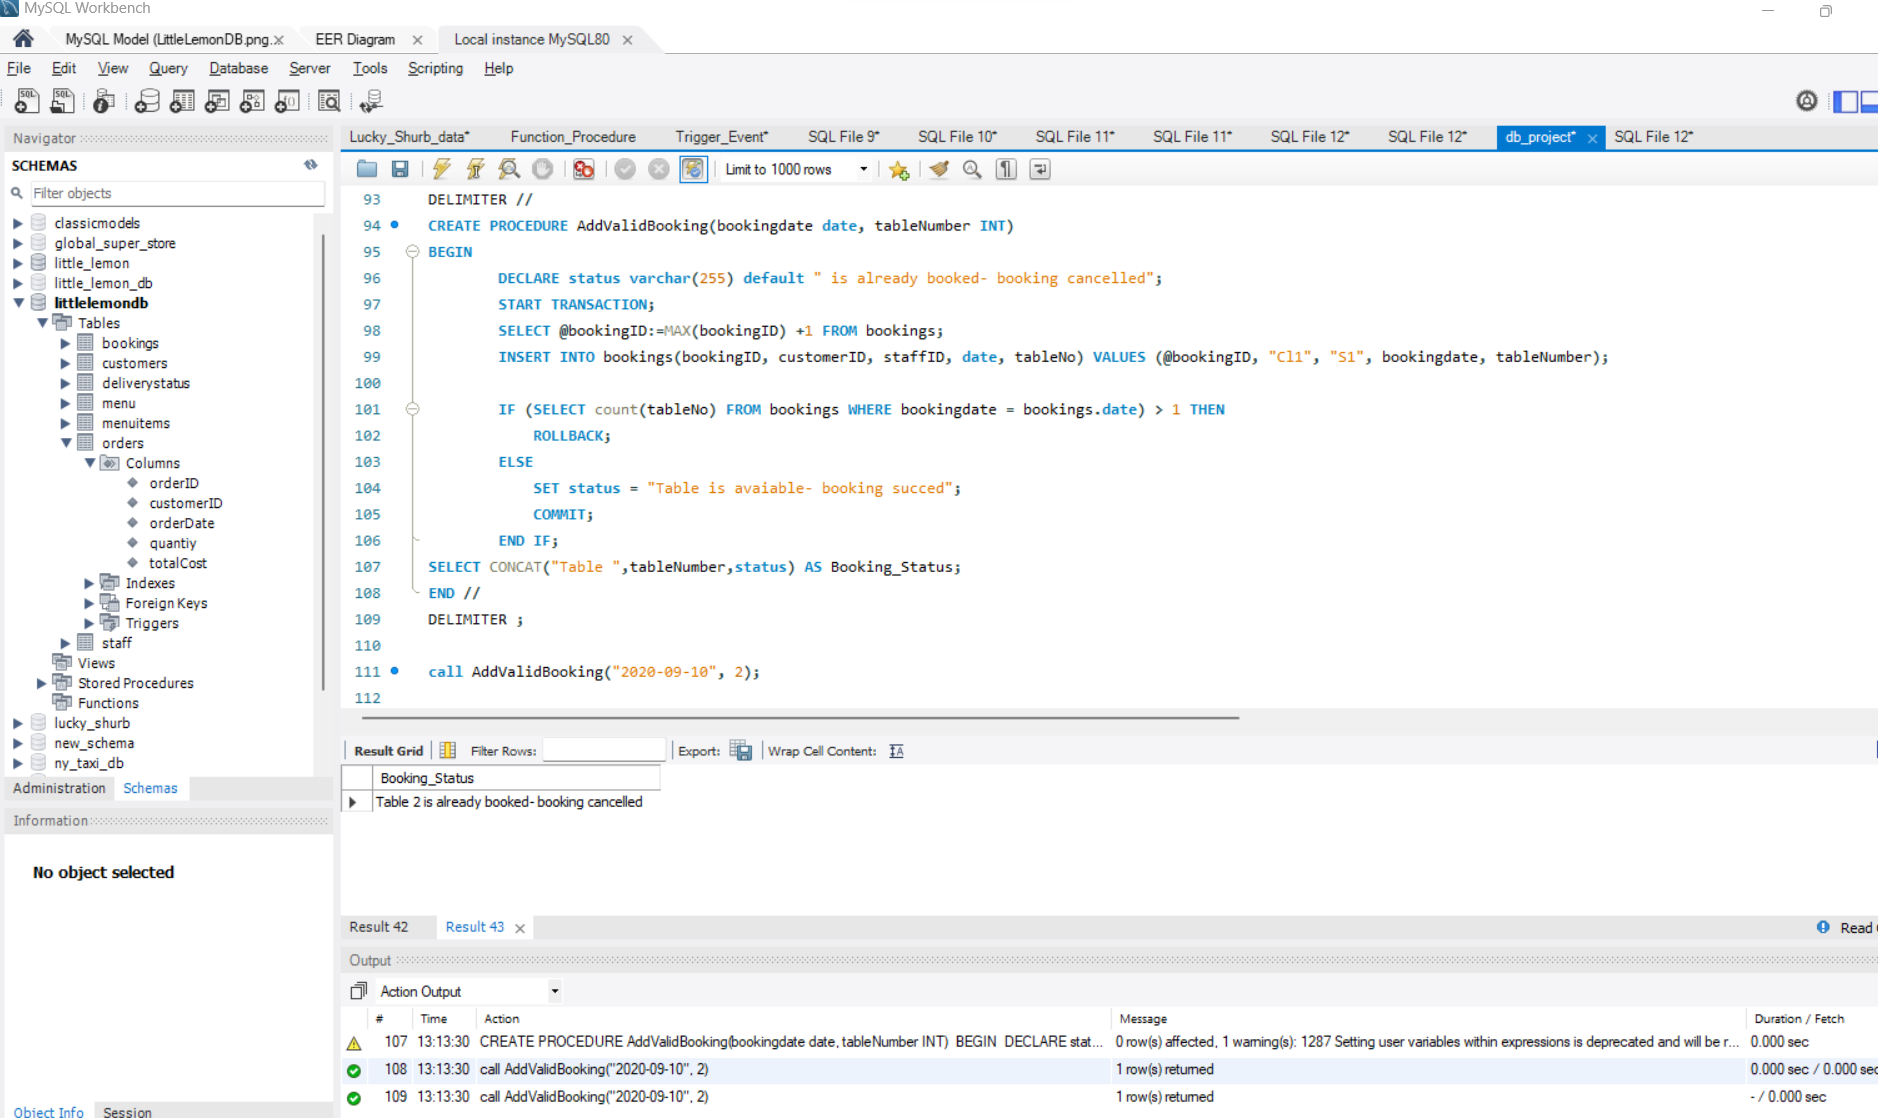 MySQL Workbench
MySQL Model (LittleLemonDB.png.
EER Diagram
Local instance MySQL80
File Edit View Query Database Server Tools Scripting Help
Navigator
SCHEMAS
Filter objects
classicmodels
global_super_store
little_lemon
little_lemon_db
littlelemondb
Tables
bookings
customers
deliverystatus
menu
menuitems
orders
Columns
orderID
customerID
orderDate
quantiy
totalCost
Indexes
Foreign Keys
Triggers
staff
Views
Stored Procedures
Functions
lucky_shurb
new_schema
ny_taxi_db
Administration Schemas
Information
No object selected
Object Info Session
Lucky_Shurb_data* Function_Procedure Trigger_Event* SQL File 9* SQL File 10* SQL File 11* SQL File 11* SQL File 12* SQL File 12* db_project* SQL File 12*
Limit to 1000 rows
93 DELIMITER //
94 CREATE PROCEDURE AddValidBooking(bookingdate date, tableNumber INT)
95 BEGIN
96 DECLARE status varchar(255) default " is already booked- booking cancelled";
97 START TRANSACTION;
98 SELECT @bookingID:=MAX(bookingID) +1 FROM bookings;
99 INSERT INTO bookings(bookingID, customerID, staffID, date, tableNo) VALUES (@bookingID, "Cl1", "S1", bookingdate, tableNumber);
100
101 IF (SELECT count(tableNo) FROM bookings WHERE bookingdate = bookings.date) > 1 THEN
102 ROLLBACK;
103 ELSE
104 SET status = "Table is avaiable- booking succed";
105 COMMIT;
106 END IF;
107 SELECT CONCAT("Table ",tableNumber,status) AS Booking_Status;
108 END //
109 DELIMITER ;
110
111 call AddValidBooking("2020-09-10", 2);
112
Result Grid Filter Rows: Export: Wrap Cell Content:
Booking_Status
Table 2 is already booked- booking cancelled
Result 42 Result 43 Read
Output
Action Output
# Time Action Message Duration / Fetch
107 13:13:30 CREATE PROCEDURE AddValidBooking(bookingdate date, tableNumber INT) BEGIN DECLARE stat... 0 row(s) affected, 1 warning(s): 1287 Setting user variables within expressions is deprecated and will be r... 0.000 sec
108 13:13:30 call AddValidBooking("2020-09-10", 2) 1 row(s) returned 0.000 sec / 0.000 sec
109 13:13:30 call AddValidBooking("2020-09-10", 2) 1 row(s) returned - / 0.000 sec